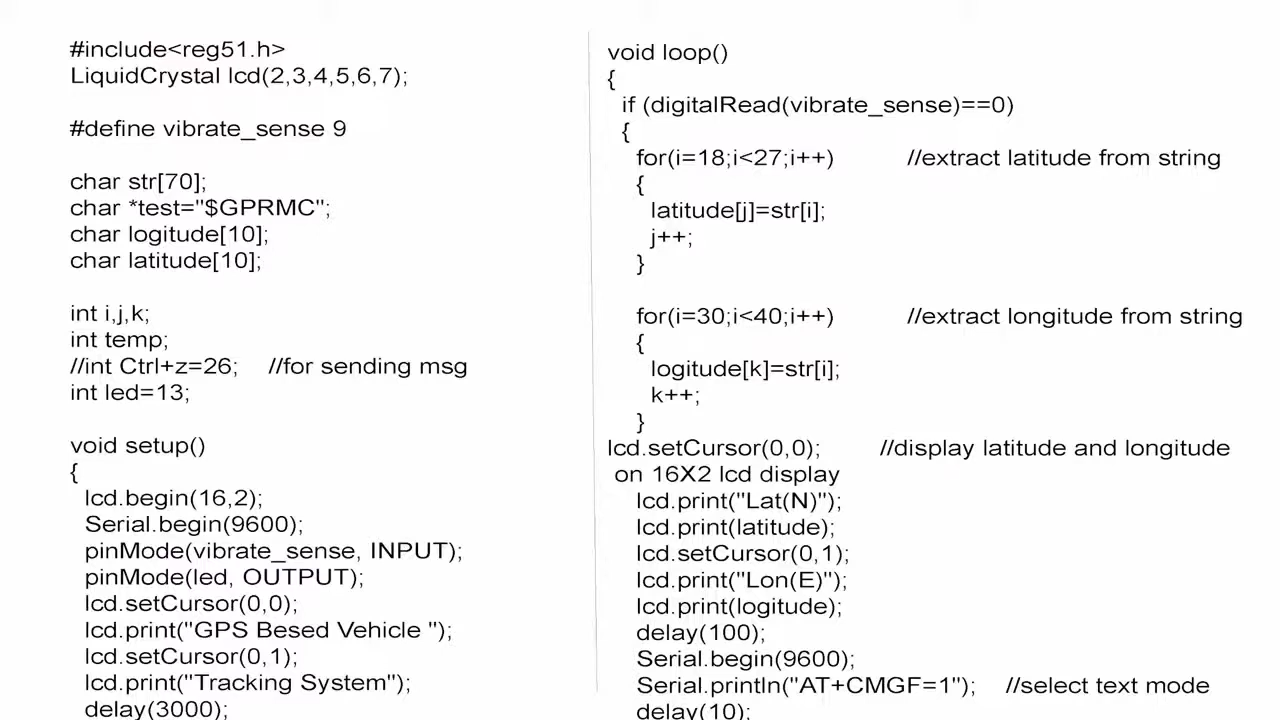 #include<reg51.h>
LiquidCrystal lcd(2,3,4,5,6,7);
#define vibrate_sense 9
char str[70];
char *test="$GPRMC";
char logitude[10];
char latitude[10];
int i,j,k;
int temp;
//int Ctrl+z=26; //for sending msg
int led=13;
void setup()
{
lcd.begin(16,2);
Serial.begin(9600);
pinMode(vibrate_sense, INPUT);
pinMode(led, OUTPUT);
lcd.setCursor(0,0);
lcd.print("GPS Besed Vehicle ");
lcd.setCursor(0,1);
lcd.print("Tracking System");
delay(3000);
void loop()
{
if (digitalRead(vibrate_sense)==0)
{
for(i=18;i<27;i++) //extract latitude from string
{
latitude[j]=str[i];
j++;
}
for(i=30;i<40;i++) //extract longitude from string
{
logitude[k]=str[i];
k++;
}
lcd.setCursor(0,0); //display latitude and longitude
on 16X2 lcd display
lcd.print("Lat(N)");
lcd.print(latitude);
lcd.setCursor(0,1);
lcd.print("Lon(E)");
lcd.print(logitude);
delay(100);
Serial.begin(9600);
Serial.println("AT+CMGF=1"); //select text mode
delay(10);